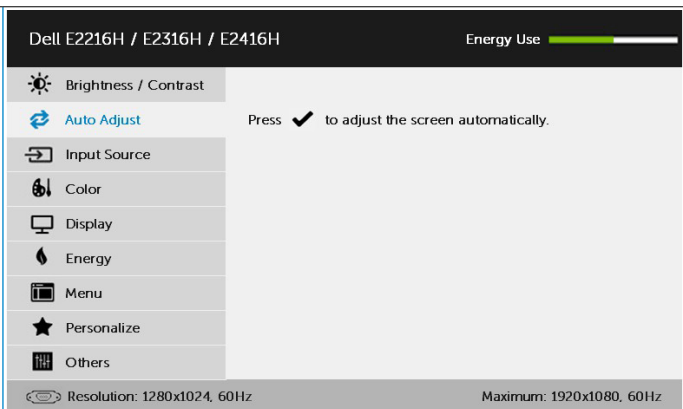 Dell E2216H / E2316H / E2416H
Energy Use
Brightness / Contrast
Auto Adjust
Press ✔ to adjust the screen automatically.
Input Source
Color
Display
Energy
Menu
Personalize
Others
Resolution: 1280x1024, 60Hz
Maximum: 1920x1080, 60Hz